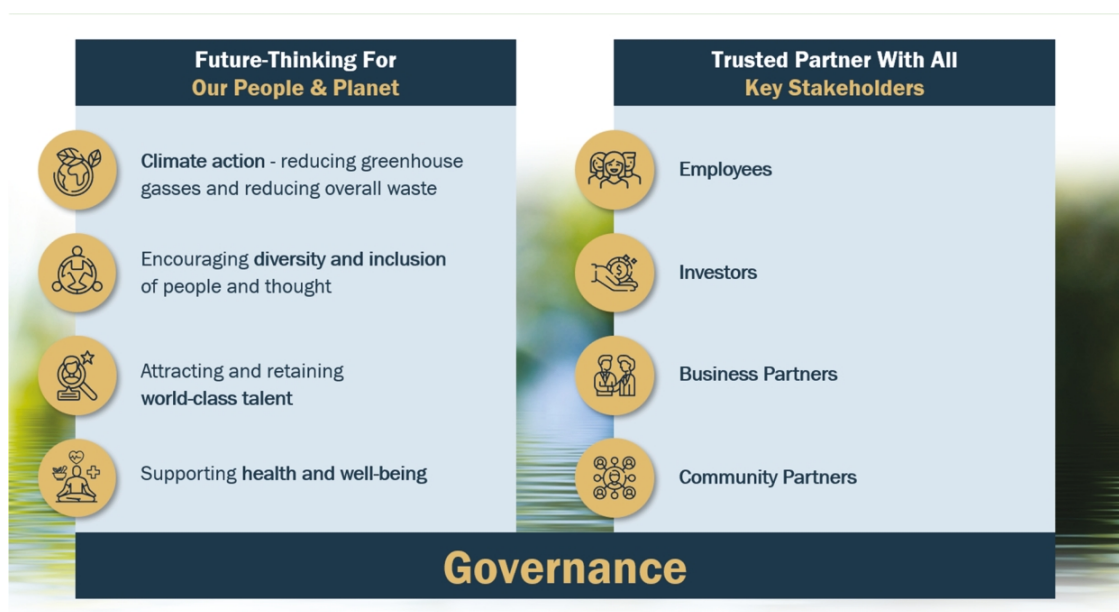 Future-Thinking For
Our People & Planet
Climate action - reducing greenhouse
gasses and reducing overall waste
Encouraging diversity and inclusion
of people and thought
Attracting and retaining
world-class talent
Supporting health and well-being
Trusted Partner With All
Key Stakeholders
Employees
Investors
Business Partners
Community Partners
Governance